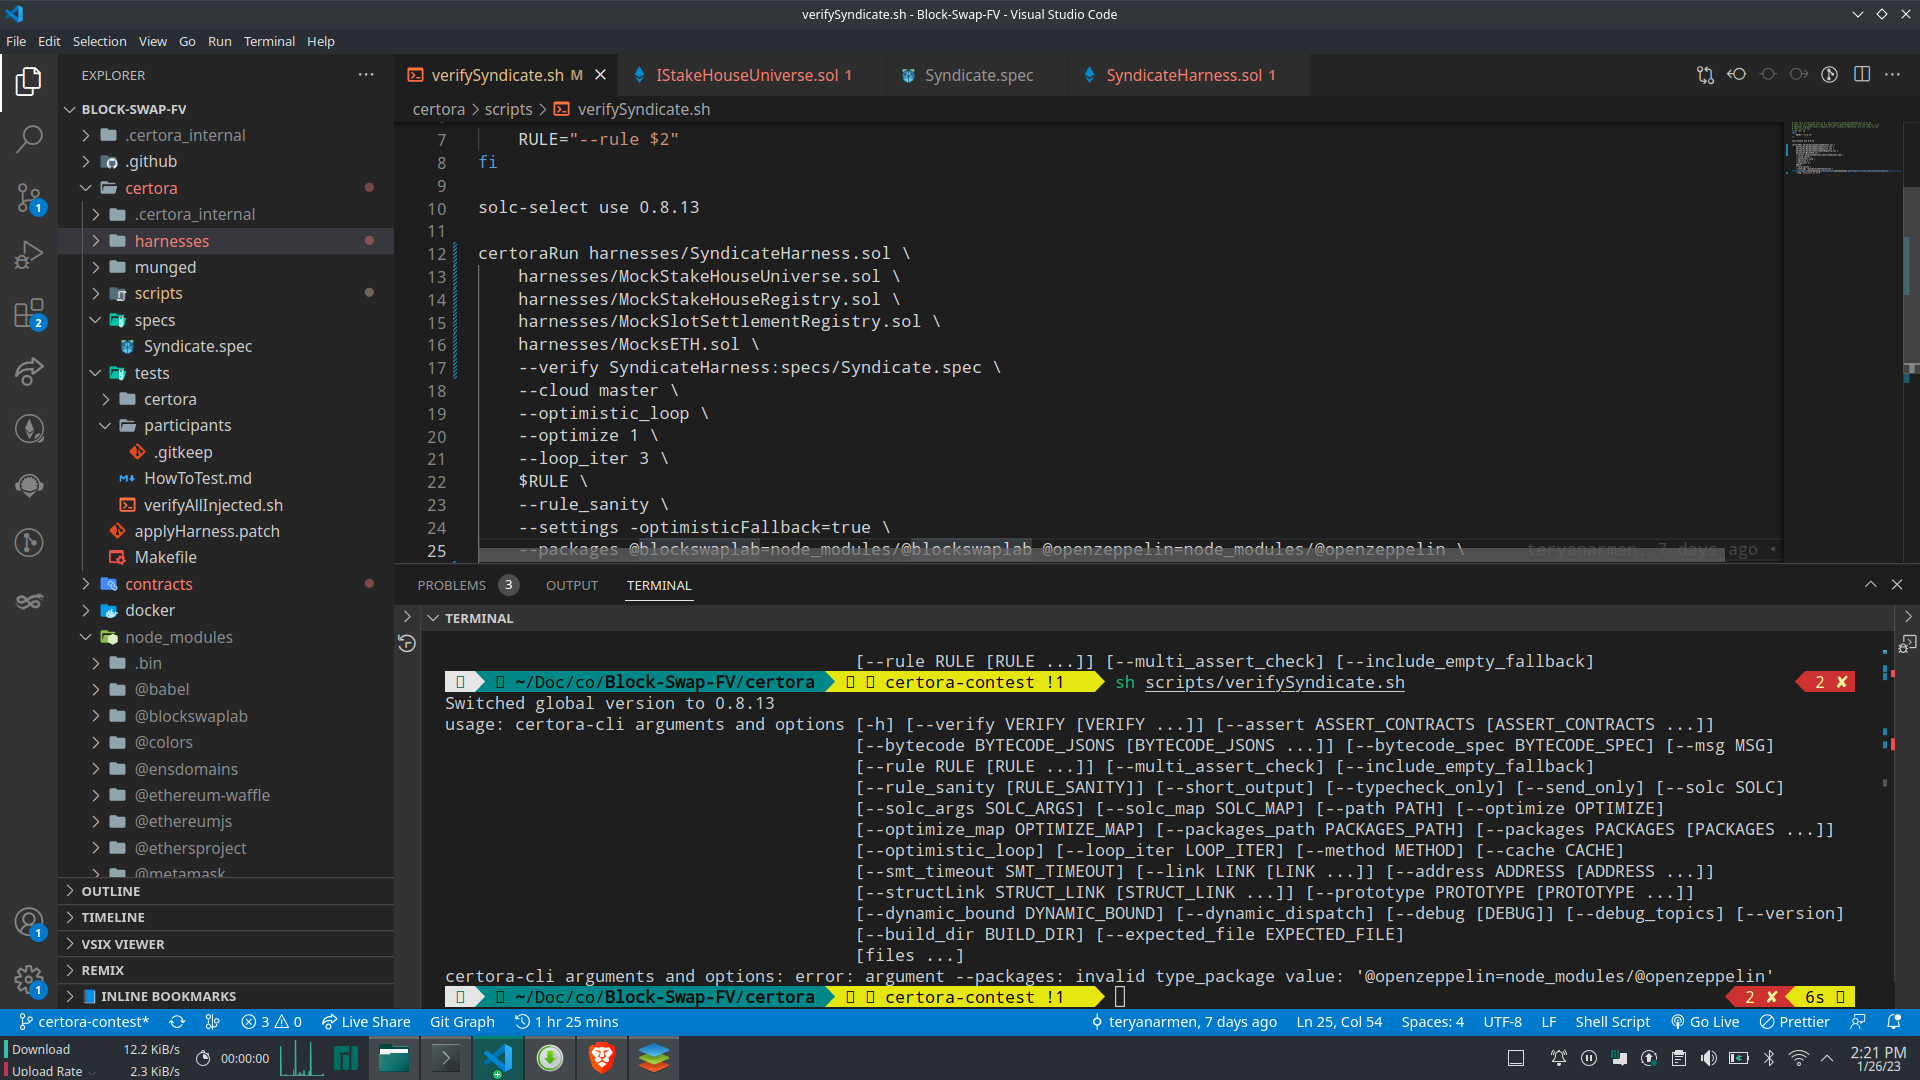 verifySyndicate.sh - Block-Swap-FV - Visual Studio Code
File Edit Selection View Go Run Terminal Help
EXPLORER
BLOCK-SWAP-FV
.certora_internal
.github
certora
.certora_internal
harnesses
munged
scripts
specs
Syndicate.spec
tests
certora
participants
.gitkeep
HowToTest.md
verifyAllInjected.sh
applyHarness.patch
Makefile
contracts
docker
node_modules
.bin
@babel
@blockswaplab
@colors
@ensdomains
@ethereum-waffle
@ethereumjs
@ethersproject
@metamask
OUTLINE
TIMELINE
VSIX VIEWER
REMIX
INLINE BOOKMARKS
1
2
1
1
verifySyndicate.sh M
IStakeHouseUniverse.sol 1
Syndicate.spec
SyndicateHarness.sol 1
certora > scripts > verifySyndicate.sh
7 RULE="--rule $2"
8 fi
9
10 solc-select use 0.8.13
11
12 certoraRun harnesses/SyndicateHarness.sol \
13 harnesses/MockStakeHouseUniverse.sol \
14 harnesses/MockStakeHouseRegistry.sol \
15 harnesses/MockSlotSettlementRegistry.sol \
16 harnesses/MocksETH.sol \
17 --verify SyndicateHarness:specs/Syndicate.spec \
18 --cloud master \
19 --optimistic_loop \
20 --optimize 1 \
21 --loop_iter 3 \
22 $RULE \
23 --rule_sanity \
24 --settings -optimisticFallback=true \
25 --packages @blockswaplab=node_modules/@blockswaplab @openzeppelin=node_modules/@openzeppelin \ teryanarmen, 7 days ago •
PROBLEMS 3 OUTPUT TERMINAL
TERMINAL
[--rule RULE [RULE ...]] [--multi_assert_check] [--include_empty_fallback]
~/Doc/co/Block-Swap-FV/certora certora-contest !1 sh scripts/verifySyndicate.sh 2 ✘
Switched global version to 0.8.13
usage: certora-cli arguments and options [-h] [--verify VERIFY [VERIFY ...]] [--assert ASSERT_CONTRACTS [ASSERT_CONTRACTS ...]]
[--bytecode BYTECODE_JSONS [BYTECODE_JSONS ...]] [--bytecode_spec BYTECODE_SPEC] [--msg MSG]
[--rule RULE [RULE ...]] [--multi_assert_check] [--include_empty_fallback]
[--rule_sanity [RULE_SANITY]] [--short_output] [--typecheck_only] [--send_only] [--solc SOLC]
[--solc_args SOLC_ARGS] [--solc_map SOLC_MAP] [--path PATH] [--optimize OPTIMIZE]
[--optimize_map OPTIMIZE_MAP] [--packages_path PACKAGES_PATH] [--packages PACKAGES [PACKAGES ...]]
[--optimistic_loop] [--loop_iter LOOP_ITER] [--method METHOD] [--cache CACHE]
[--smt_timeout SMT_TIMEOUT] [--link LINK [LINK ...]] [--address ADDRESS [ADDRESS ...]]
[--structLink STRUCT_LINK [STRUCT_LINK ...]] [--prototype PROTOTYPE [PROTOTYPE ...]]
[--dynamic_bound DYNAMIC_BOUND] [--dynamic_dispatch] [--debug [DEBUG]] [--debug_topics] [--version]
[--build_dir BUILD_DIR] [--expected_file EXPECTED_FILE]
[files ...]
certora-cli arguments and options: error: argument --packages: invalid type_package value: '@openzeppelin=node_modules/@openzeppelin'
~/Doc/co/Block-Swap-FV/certora certora-contest !1 2 ✘ 6s
certora-contest* 3 0 Live Share Git Graph 1 hr 25 mins teryanarmen, 7 days ago Ln 25, Col 54 Spaces: 4 UTF-8 LF Shell Script Go Live Prettier
Download 12.2 KiB/s
Upload Rate 2.3 KiB/s
00:00:00
2:21 PM
1/26/23